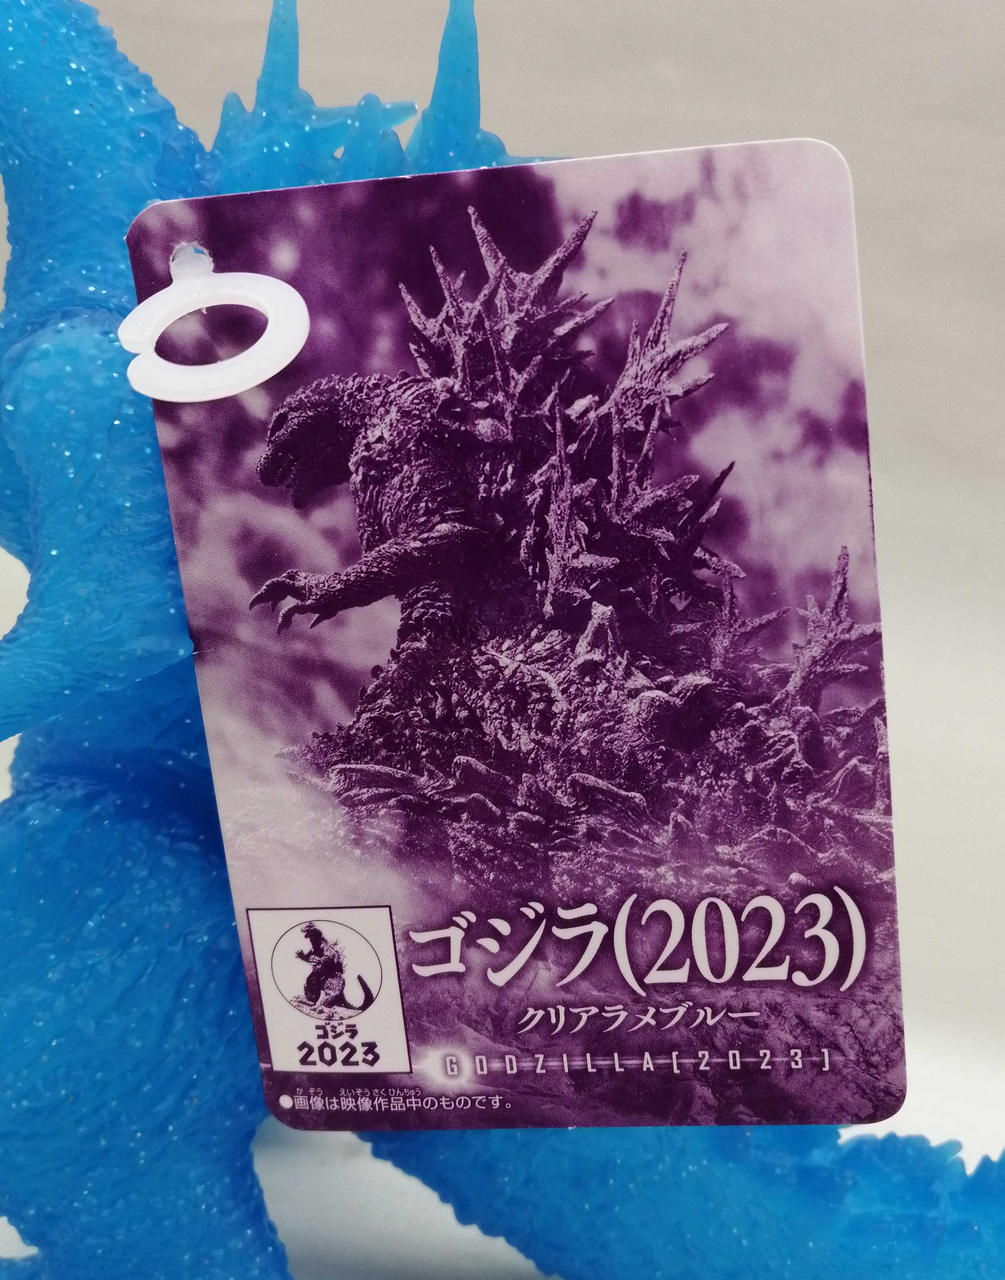 ゴジラ(2023)
クリアラメブルー
GODZILLA[2023]
ゴジラ
2023
がぞう えいぞうさくひんちゅう
●画像は映像作品中のものです。